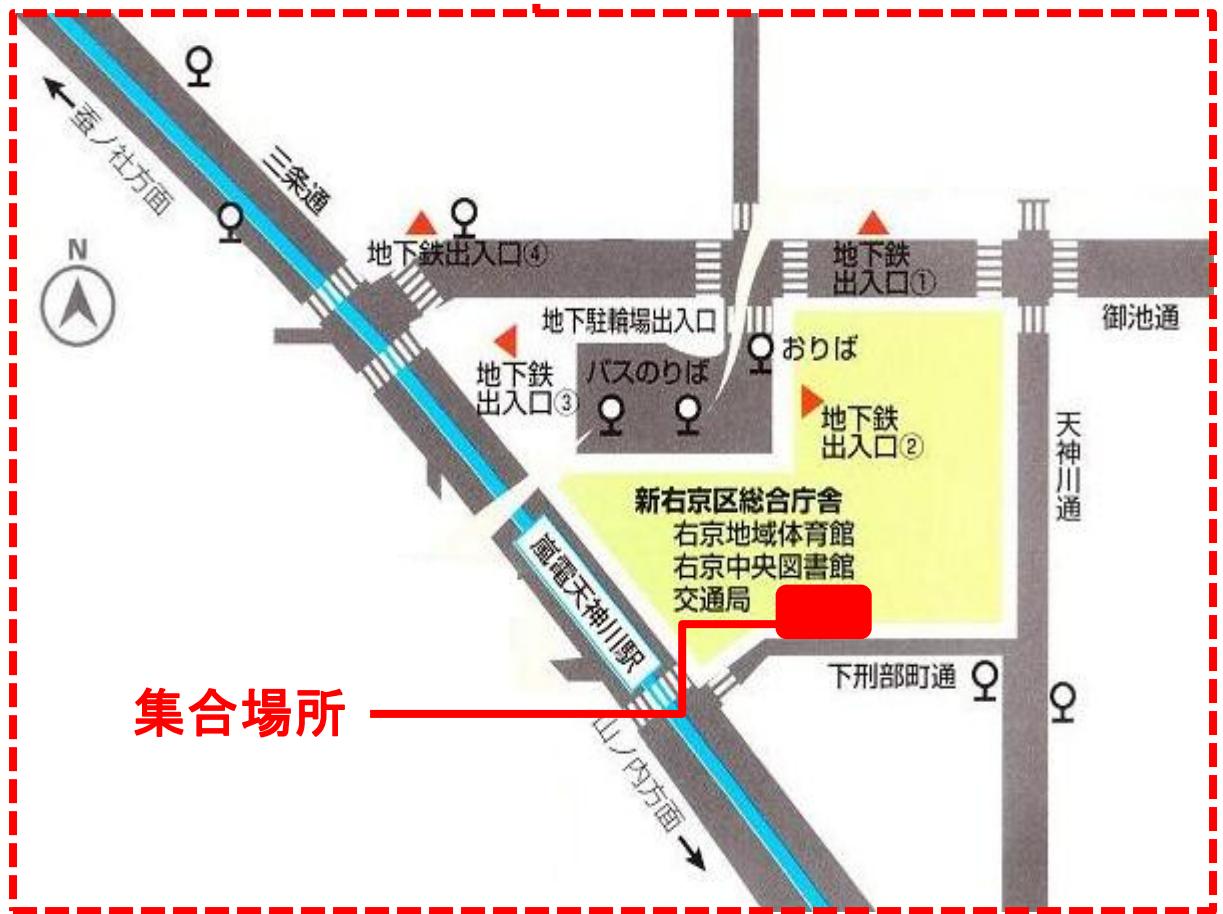 蚕ノ社方面
三条通
N
地下鉄出入口④
地下鉄
出入口①
御池通
地下駐輪場出入口
おりば
地下鉄
出入口③
バスのりば
地下鉄
出入口②
天神川通
新右京区総合庁舎
右京地域体育館
右京中央図書館
交通局
嵐電天神川駅
下刑部町通
集合場所
山ノ内方面